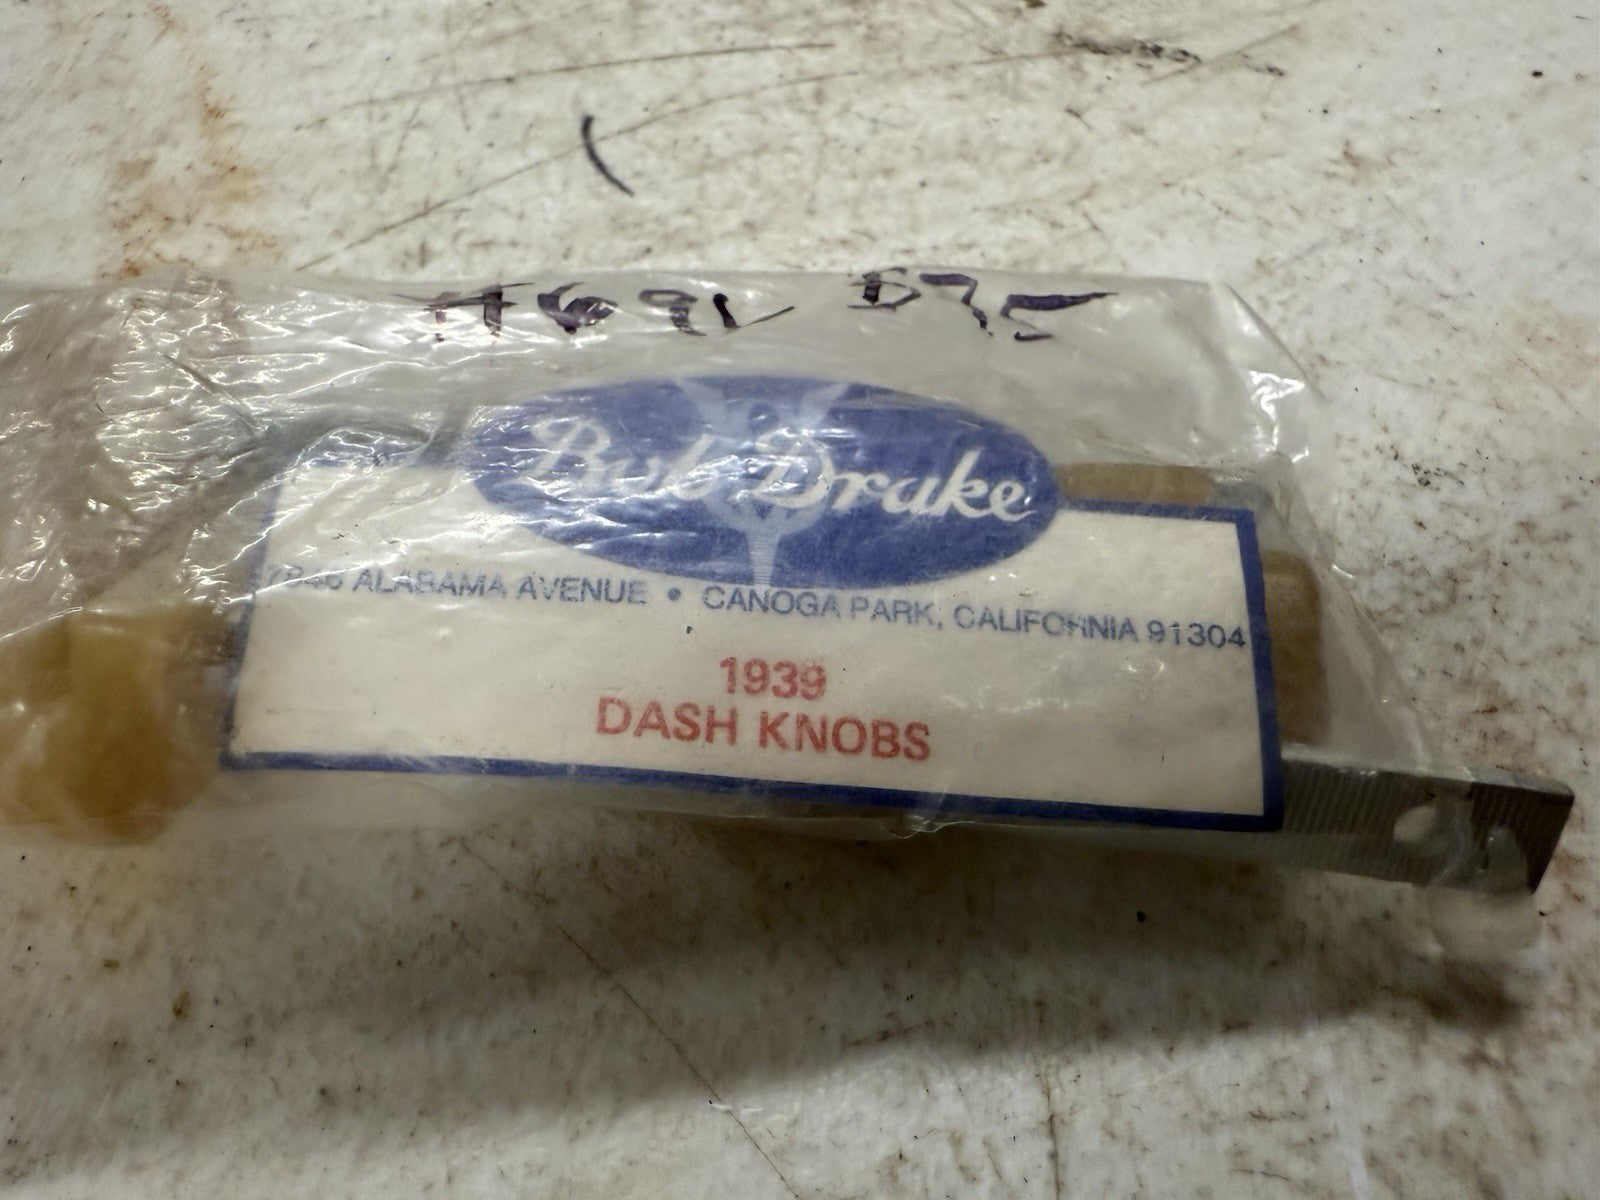 Bob Drake
ALABAMA AVENUE • CANOGA PARK, CALIFORNIA 91304
1939
DASH KNOBS